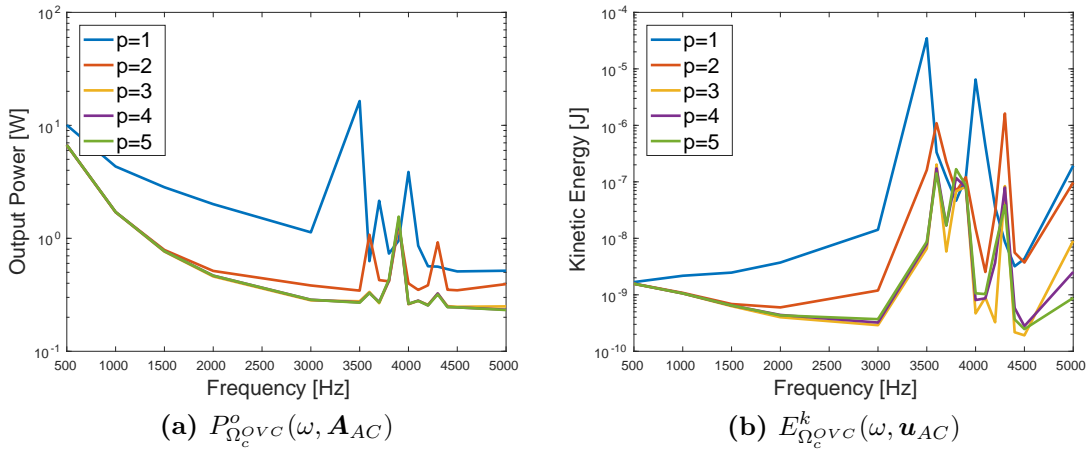 10^2
10^1
10^0
10^-1
Output Power [W]
p=1
p=2
p=3
p=4
p=5
500 1000 1500 2000 2500 3000 3500 4000 4500 5000
Frequency [Hz]
(a) P^o_{Ω_c^{OVC}}(ω, A_{AC})
10^-4
10^-5
10^-6
10^-7
10^-8
10^-9
10^-10
Kinetic Energy [J]
p=1
p=2
p=3
p=4
p=5
500 1000 1500 2000 2500 3000 3500 4000 4500 5000
Frequency [Hz]
(b) E^k_{Ω_c^{OVC}}(ω, u_{AC})